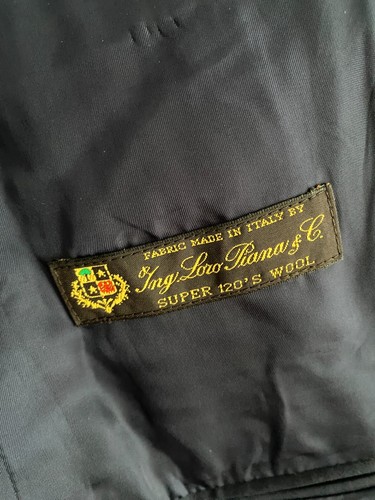 FABRIC MADE IN ITALY BY
Ing. Loro Piana & C.
SUPER 120'S WOOL